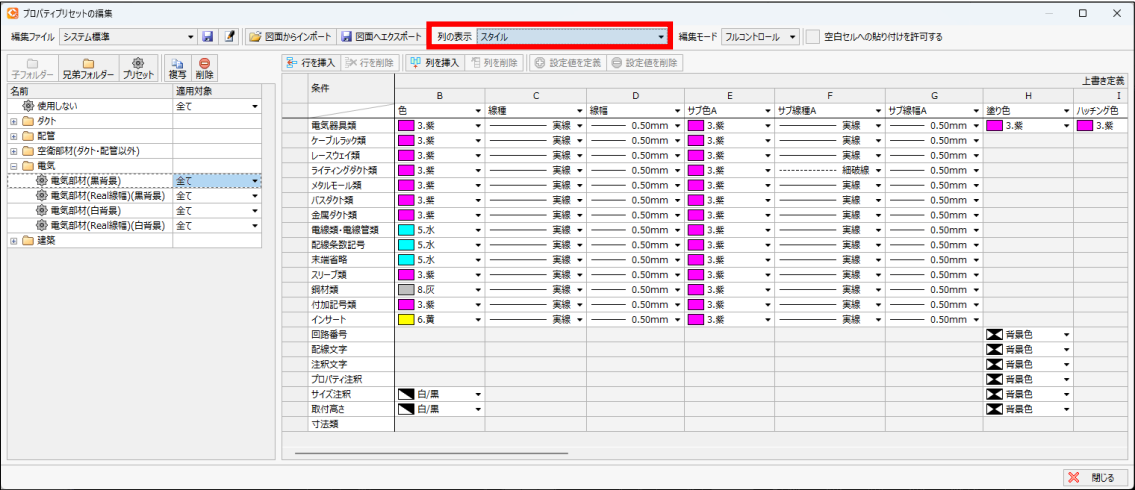 プロパティプリセットの編集
編集ファイル システム標準 図面からインポート 図面へエクスポート 列の表示 スタイル 編集モード フルコントロール 空白セルへの貼り付けを許可する
子フォルダー 兄弟フォルダー プリセット 複写 削除
行を挿入 行を削除 列を挿入 列を削除 設定値を定義 設定値を削除
名前 適用対象
使用しない 全て
ダクト
配管
空衛部材(ダクト・配管以外)
電気
電気部材(黒背景) 全て
電気部材(Real線幅)(黒背景) 全て
電気部材(白背景) 全て
電気部材(Real線幅)(白背景) 全て
建築
条件 上書き定義
B C D E F G H I
色 線種 線幅 サブ色A サブ線種A サブ線幅A 塗り色 ハッチング色
電気器具類 3.紫 実線 0.50mm 3.紫 実線 0.50mm 3.紫 3.紫
ケーブルラック類 3.紫 実線 0.50mm 3.紫 実線 0.50mm
レースウェイ類 3.紫 実線 0.50mm 3.紫 実線 0.50mm
ライティングダクト類 3.紫 実線 0.50mm 3.紫 細破線 0.50mm
メタルモール類 3.紫 実線 0.50mm 3.紫 実線 0.50mm
バスダクト類 3.紫 実線 0.50mm 3.紫 実線 0.50mm
金属ダクト類 3.紫 実線 0.50mm 3.紫 実線 0.50mm
電線類・電線管類 5.水 実線 0.50mm 3.紫 実線 0.50mm
配線条数記号 5.水 実線 0.50mm 3.紫 実線 0.50mm
末端省略 5.水 実線 0.50mm 3.紫 実線 0.50mm
スリーブ類 3.紫 実線 0.50mm 3.紫 実線 0.50mm
鋼材類 8.灰 実線 0.50mm 3.紫 実線 0.50mm
付加記号類 3.紫 実線 0.50mm 3.紫 実線 0.50mm
インサート 6.黄 実線 0.50mm 3.紫 実線 0.50mm
回路番号 背景色
配線文字 背景色
注釈文字 背景色
プロパティ注釈 背景色
サイズ注釈 白/黒 背景色
取付高さ 白/黒 背景色
寸法類
閉じる